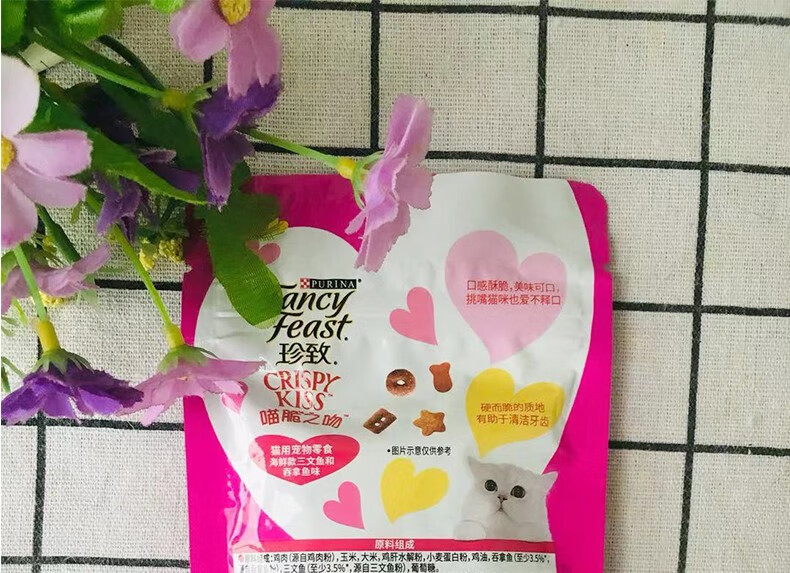 PURINA
Fancy
Feast.
珍致.
CRISPY
KISS™
喵脆之吻™
猫用宠物零食
海鲜款三文鱼和
吞拿鱼味
口感酥脆,美味可口,
挑嘴猫咪也爱不释口
硬而脆的质地
有助于清洁牙齿
•图片示意仅供参考
原料组成
组成:鸡肉(源自鸡肉粉),玉米,大米,鸡肝水解粉,小麦蛋白粉,鸡油,吞拿鱼(至少3.5%*,
三文鱼(至少3.5%*,源自三文鱼粉),葡萄糖。